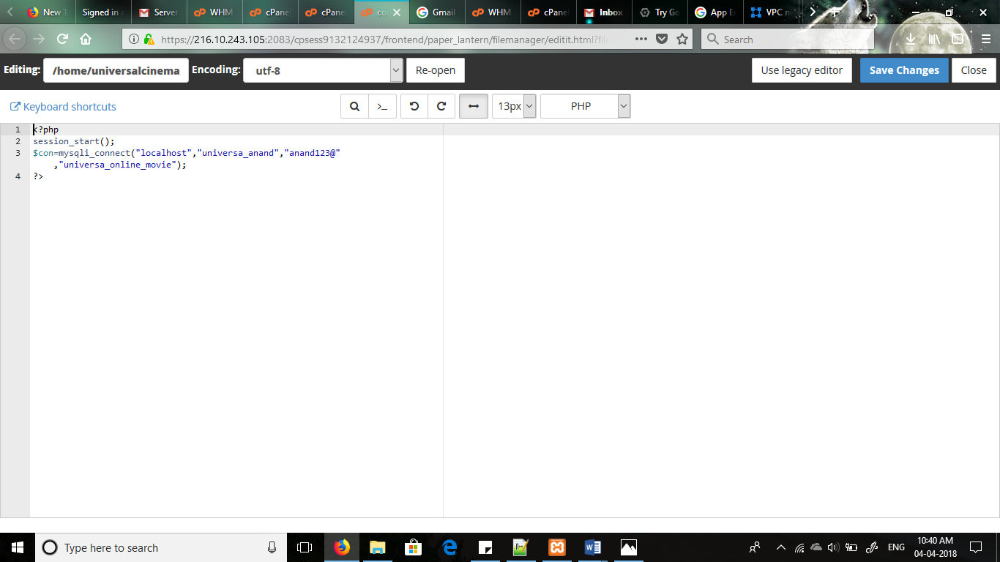 New T
Signed in a
Server
WHM
cPanel
cPanel
co
Gmail
WHM
cPanel
Inbox
Try Go
App E
VPC n
https://216.10.243.105:2083/cpsess9132124937/frontend/paper_lantern/filemanager/editit.html?fil
Search
Editing: /home/universalcinema Encoding: utf-8 Re-open Use legacy editor Save Changes Close
Keyboard shortcuts >_ 13px PHP
1 <?php
2 session_start();
3 $con=mysqli_connect("localhost","universa_anand","anand123@"
,"universa_online_movie");
4 ?>
Type here to search
ENG
10:40 AM
04-04-2018